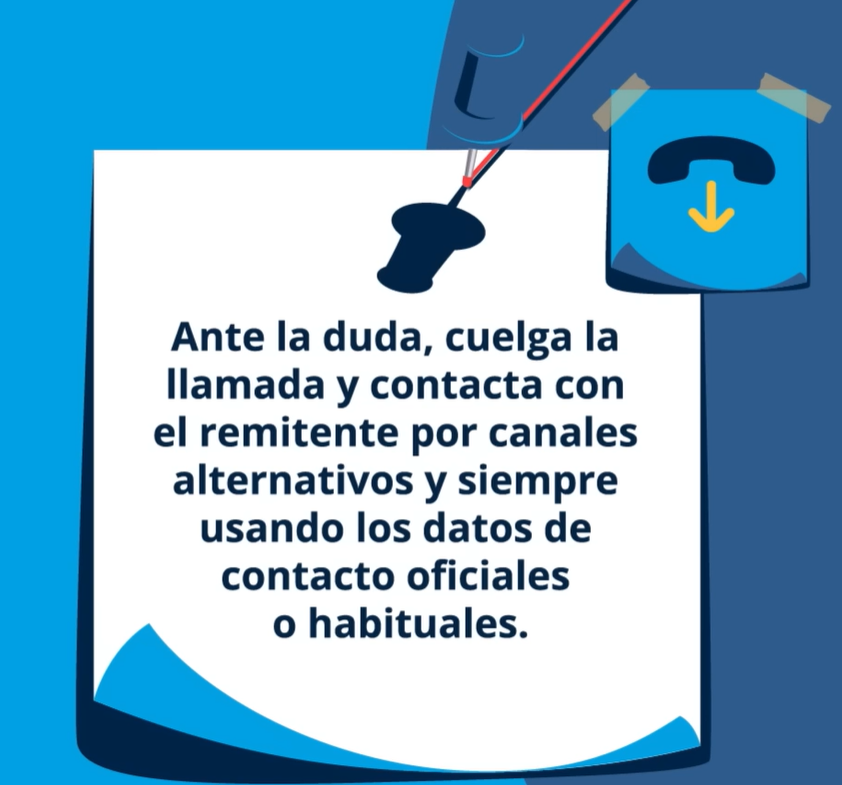 Ante la duda, cuelga la
llamada y contacta con
el remitente por canales
alternativos y siempre
usando los datos de
contacto oficiales
o habituales.